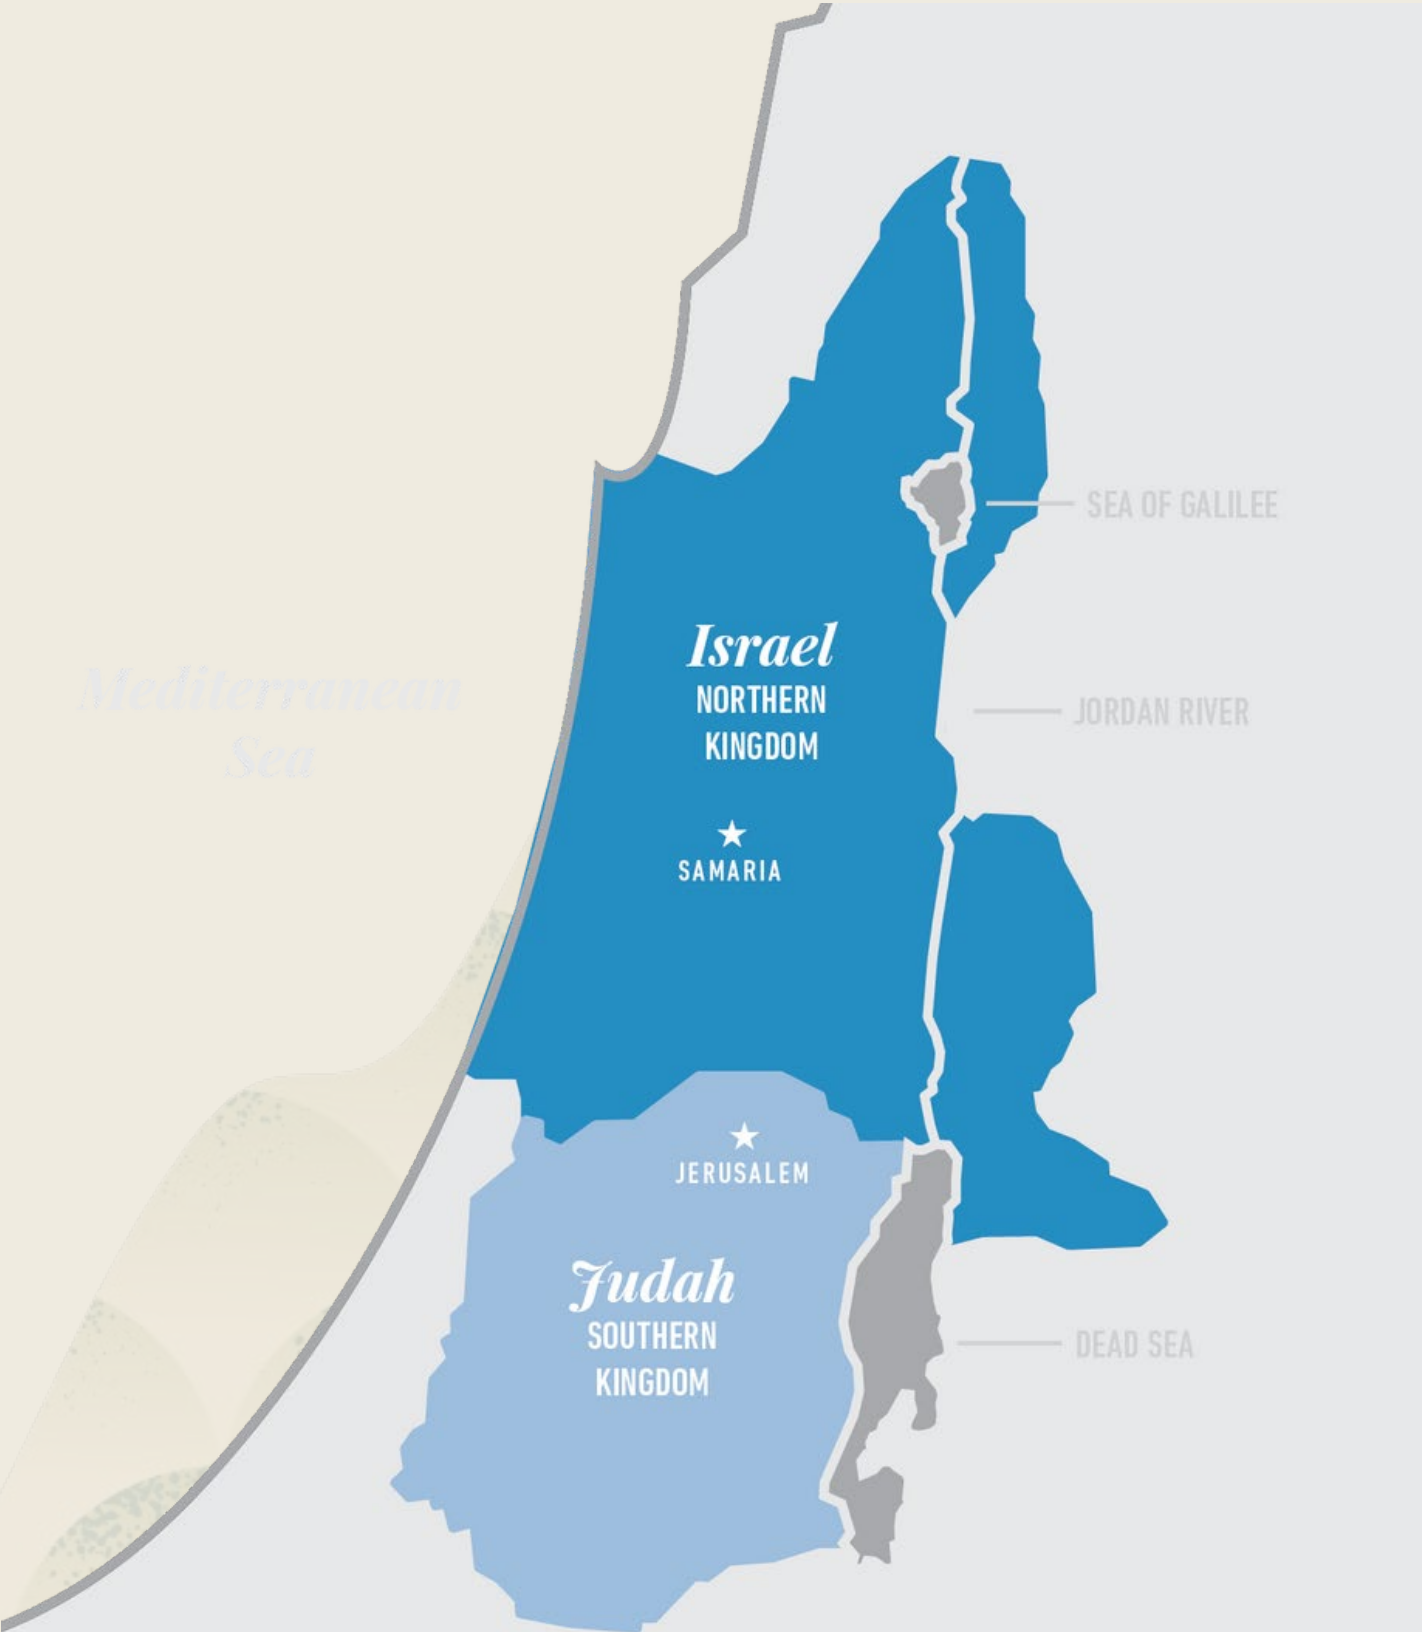 SEA OF GALILEE
Israel
NORTHERN
KINGDOM
Mediterranean
Sea
JORDAN RIVER
SAMARIA
JERUSALEM
Judah
SOUTHERN
KINGDOM
DEAD SEA